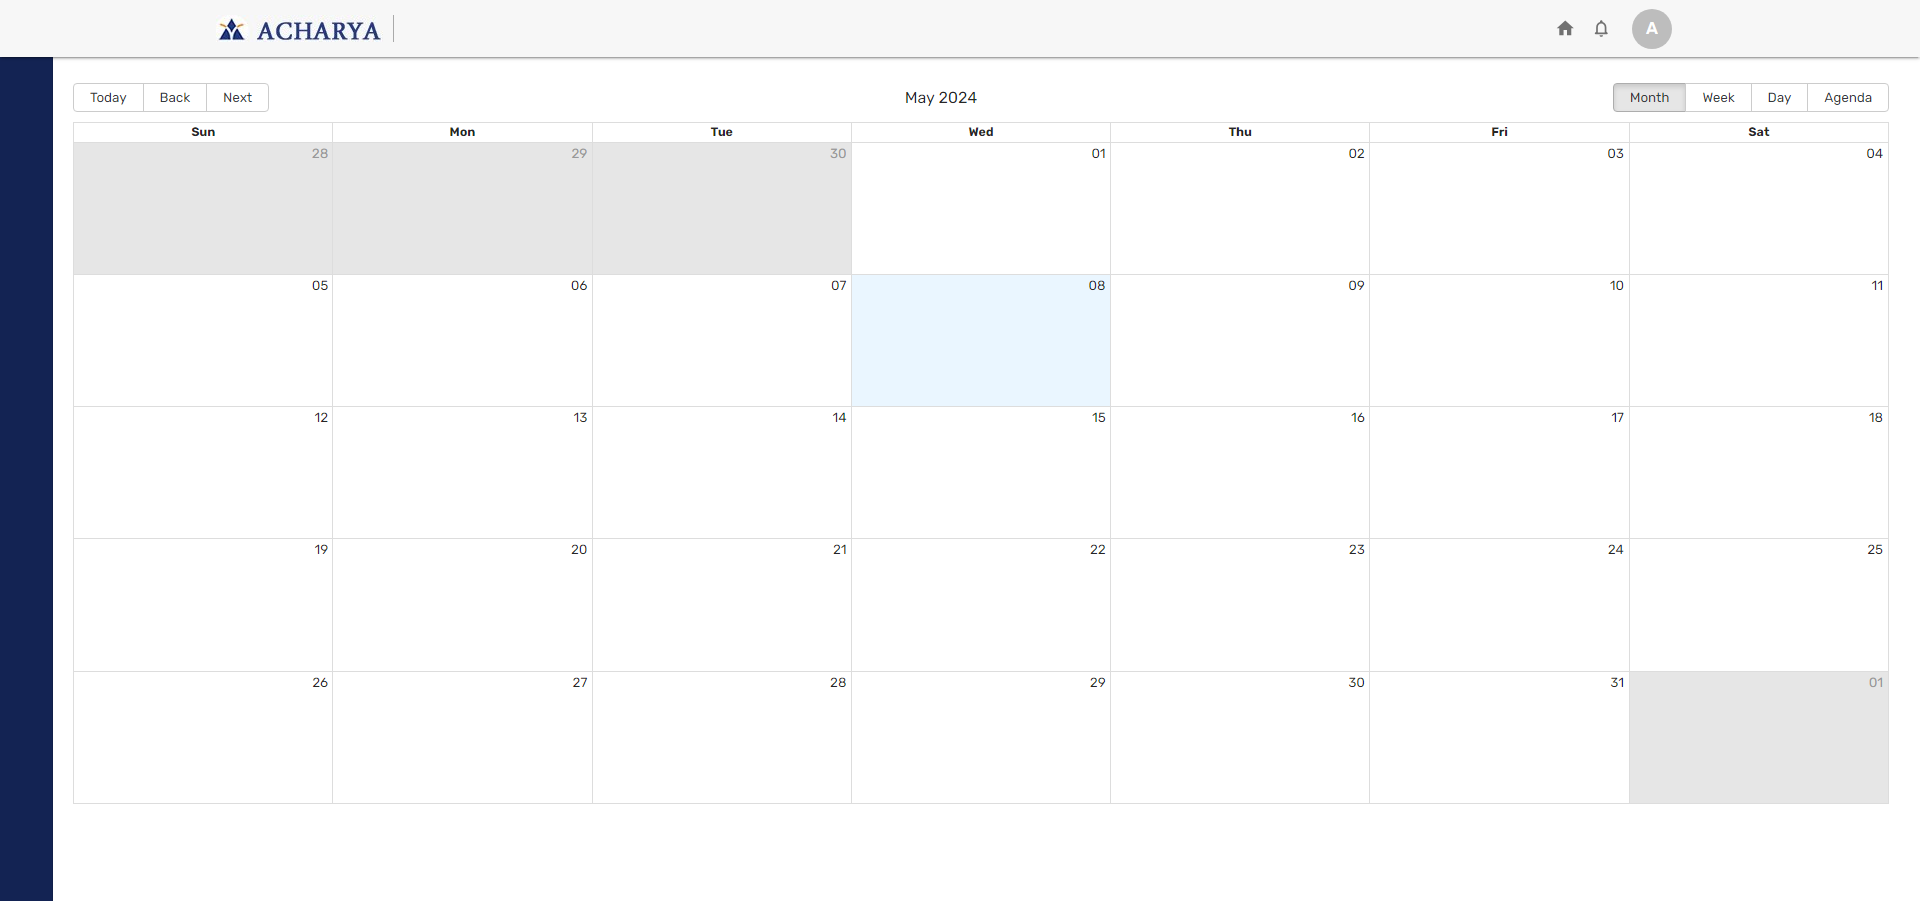 ACHARYA
A
Today Back Next
May 2024
Month Week Day Agenda
Sun Mon Tue Wed Thu Fri Sat
28 29 30 01 02 03 04
05 06 07 08 09 10 11
12 13 14 15 16 17 18
19 20 21 22 23 24 25
26 27 28 29 30 31 01